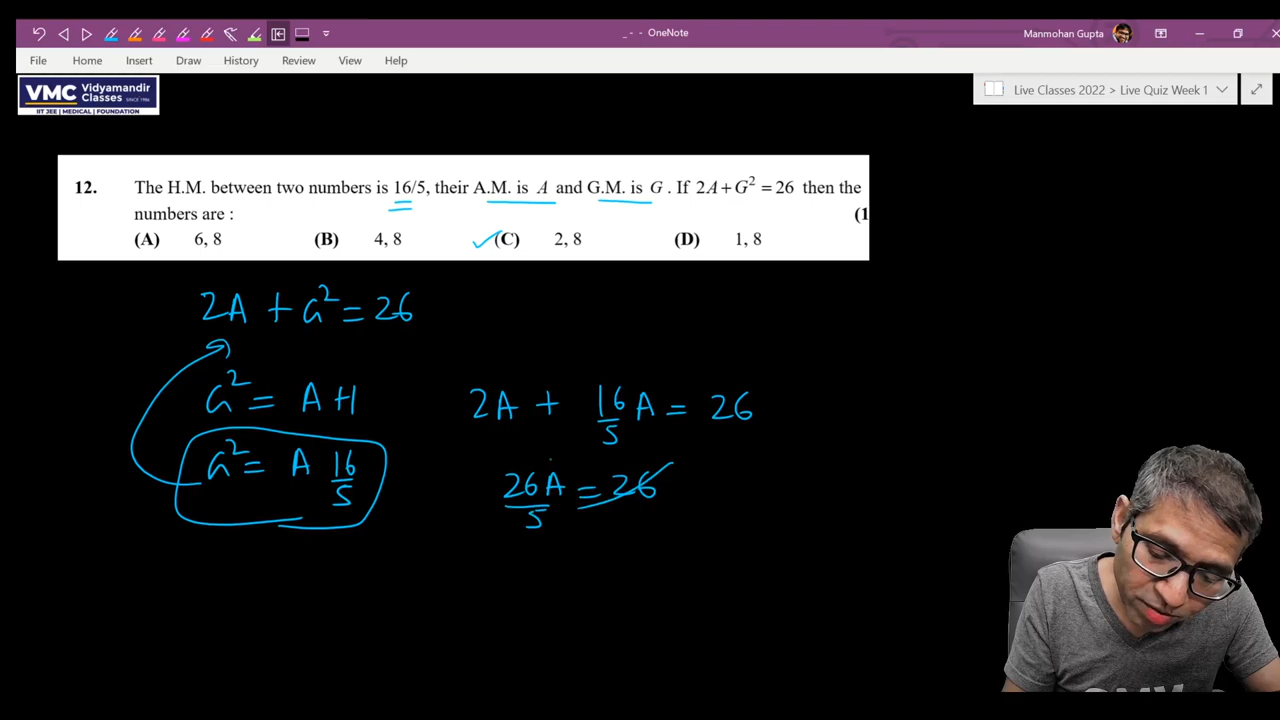 _ - OneNote
Manmohan Gupta
File Home Insert Draw History Review View Help
VMC Vidyamandir Classes SINCE 1986
IIT JEE | MEDICAL | FOUNDATION
Live Classes 2022 > Live Quiz Week 1
12. The H.M. between two numbers is 16/5, their A.M. is A and G.M. is G. If 2A + G² = 26 then the
numbers are :
(1
(A) 6, 8 (B) 4, 8 (C) 2, 8 (D) 1, 8
2A + G² = 26
G² = AH
2A + 16/5 A = 26
G² = A 16/5
26A/5 = 26